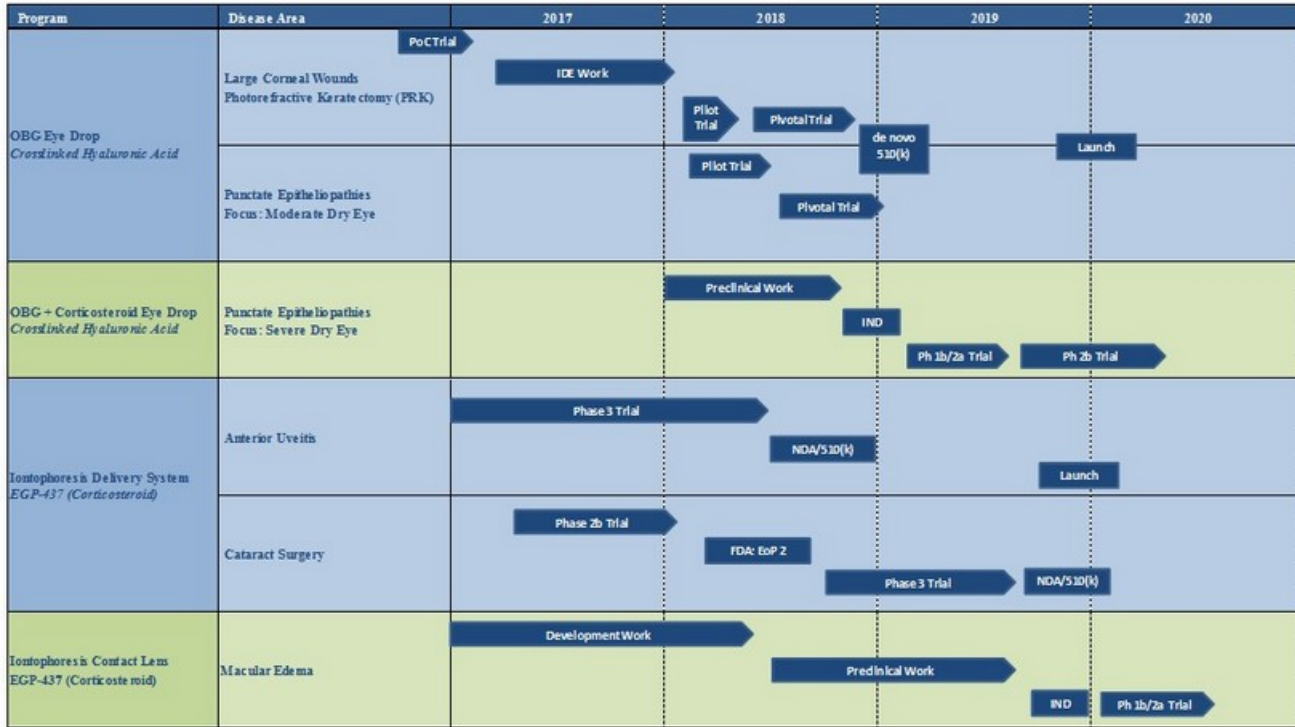 Program Disease Area 2017 2018 2019 2020
PoC Trial
Large Corneal Wounds
Photorefractive Keratectomy (PRK)
IDE Work
Pilot
Trial
Pivotal Trial
OBG Eye Drop
Crosslinked Hyaluronic Acid
de novo
510(k)
Launch
Pilot Trial
Punctate Epitheliopathies
Focus: Moderate Dry Eye
Pivotal Trial
Preclinical Work
OBG + Corticosteroid Eye Drop
Crosslinked Hyaluronic Acid
Punctate Epitheliopathies
Focus: Severe Dry Eye
IND
Ph 1b/2a Trial
Ph 2b Trial
Phase 3 Trial
Anterior Uveitis
NDA/510(k)
Launch
Iontophoresis Delivery System
EGP-437 (Corticosteroid)
Phase 2b Trial
Cataract Surgery
FDA: EoP 2
Phase 3 Trial
NDA/510(k)
Development Work
Iontophoresis Contact Lens
EGP-437 (Corticosteroid)
Macular Edema
Preclinical Work
IND
Ph 1b/2a Trial